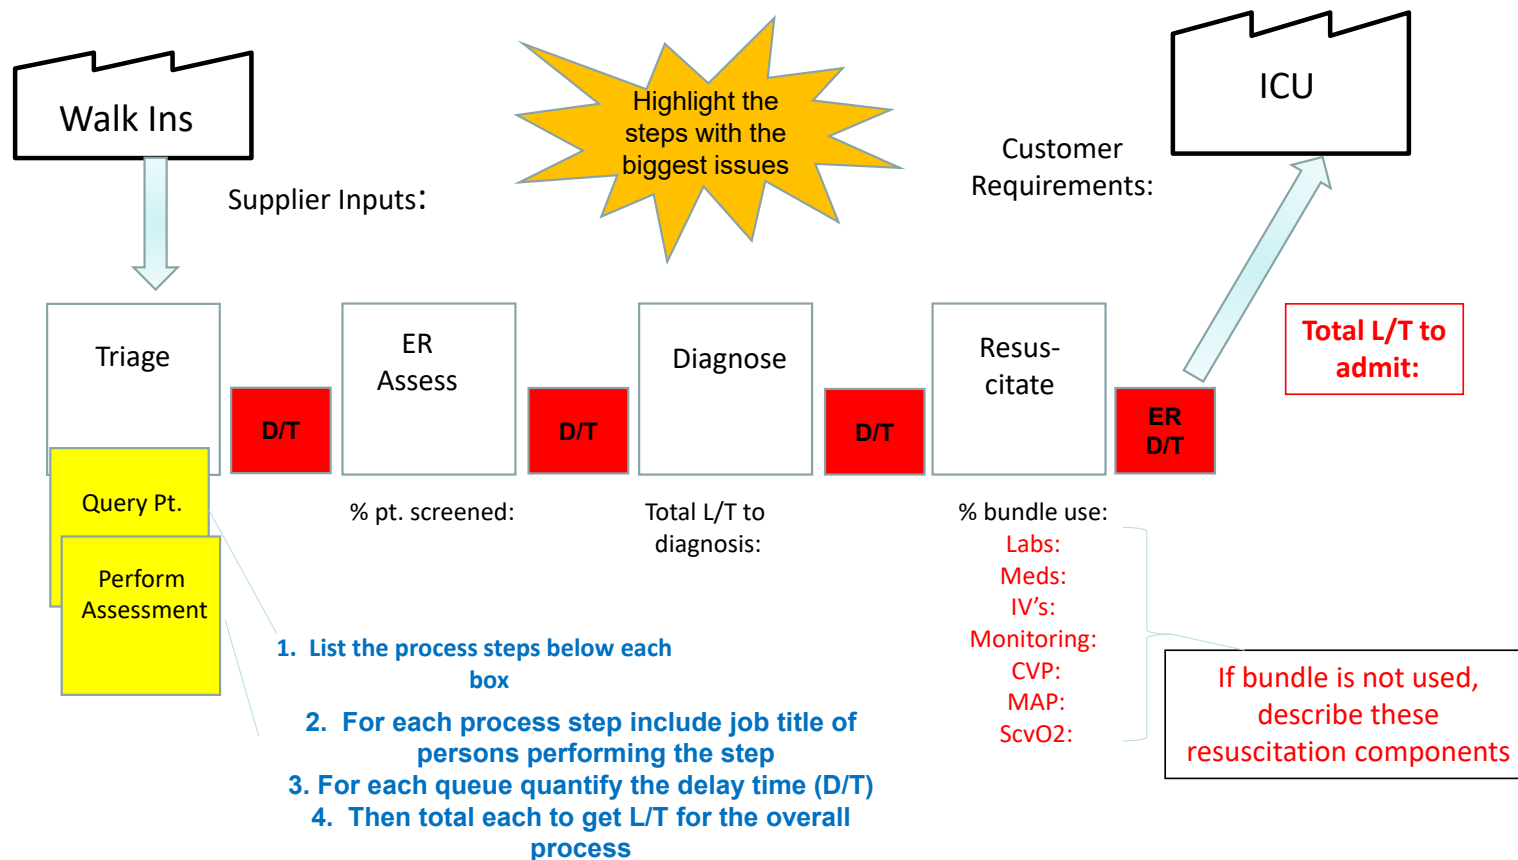 Walk Ins
Supplier Inputs:
Highlight the
steps with the
biggest issues
Customer
Requirements:
ICU
Triage
D/T
ER
Assess
D/T
Diagnose
D/T
Resus-
citate
ER
D/T
Total L/T to
admit:
Query Pt.
Perform
Assessment
% pt. screened:
Total L/T to
diagnosis:
% bundle use:
Labs:
Meds:
IV’s:
Monitoring:
CVP:
MAP:
ScvO2:
If bundle is not used,
describe these
resuscitation components
1. List the process steps below each
box
2. For each process step include job title of
persons performing the step
3. For each queue quantify the delay time (D/T)
4. Then total each to get L/T for the overall
process